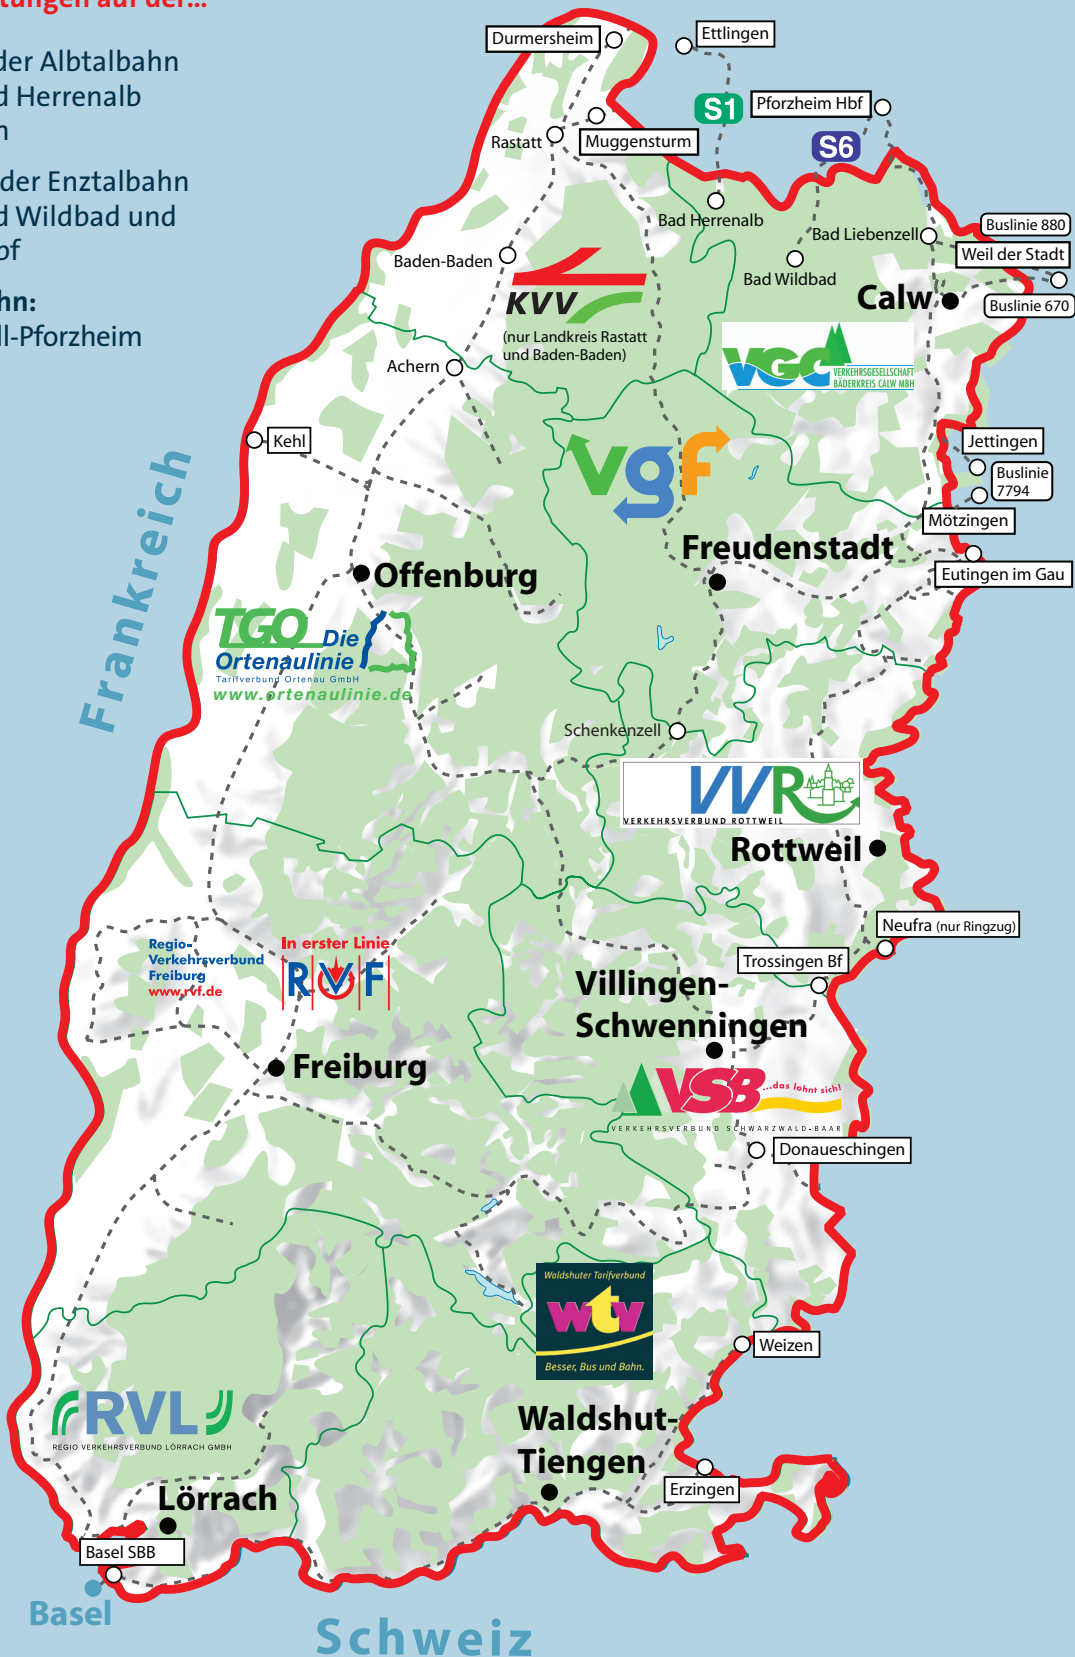 tungen auf der...
der Albtalbahn
d Herrenalb
n
der Enztalbahn
d Wildbad und
of
hn:
ll-Pforzheim
Durmersheim
Ettlingen
S1
Pforzheim Hbf
S6
Rastatt
Muggensturm
Bad Herrenalb
Bad Liebenzell
Buslinie 880
Weil der Stadt
Baden-Baden
Bad Wildbad
Calw
Buslinie 670
KVV
(nur Landkreis Rastatt
und Baden-Baden)
VGC
VERKEHRSGESELLSCHAFT
BÄDERKREIS CALW MBH
Achern
Kehl
Jettingen
Buslinie
7794
vgf
Mötzingen
Frankreich
Freudenstadt
Offenburg
Eutingen im Gau
TGO Die
Ortenaulinie
Tarifverbund Ortenau GmbH
www.ortenaulinie.de
Schenkenzell
VVR
VERKEHRSVERBUND ROTTWEIL
Rottweil
Neufra (nur Ringzug)
Trossingen Bf
Regio-
Verkehrsverbund
Freiburg
www.rvf.de
In erster Linie
RVF
Villingen-
Schwenningen
Freiburg
VSB ...das lohnt sich!
VERKEHRSVERBUND SCHWARZWALD-BAAR
Donaueschingen
Waldshuter Tarifverbund
wtv
Besser, Bus und Bahn.
Weizen
RVL
REGIO VERKEHRSVERBUND LÖRRACH GMBH
Waldshut-
Tiengen
Erzingen
Lörrach
Basel SBB
Basel
Schweiz